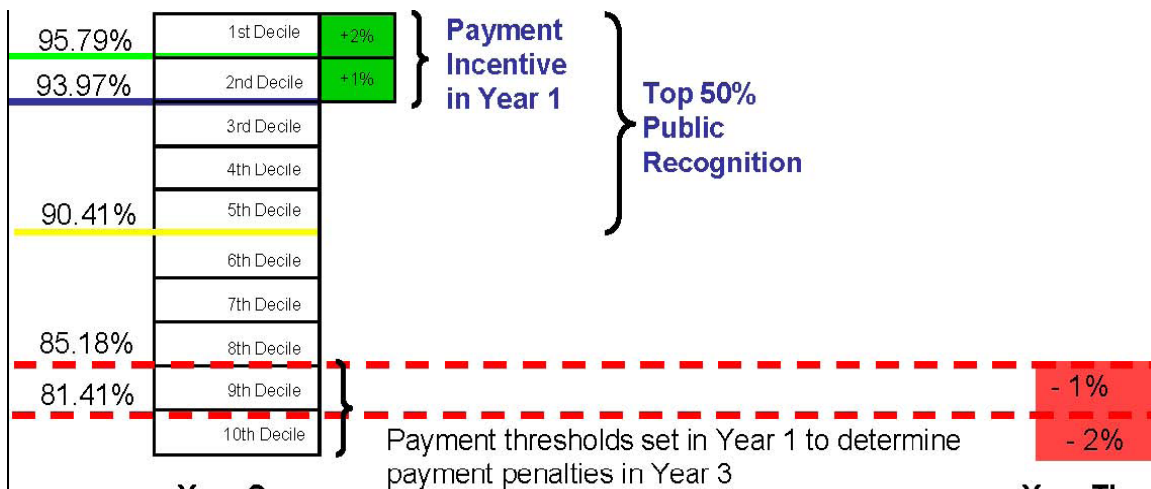 95.79%
1st Decile
+2%
Payment
Incentive
in Year 1
93.97%
2nd Decile
+1%
Top 50%
Public
Recognition
3rd Decile
4th Decile
90.41%
5th Decile
6th Decile
7th Decile
85.18%
8th Decile
81.41%
9th Decile
- 1%
10th Decile
- 2%
Payment thresholds set in Year 1 to determine
payment penalties in Year 3